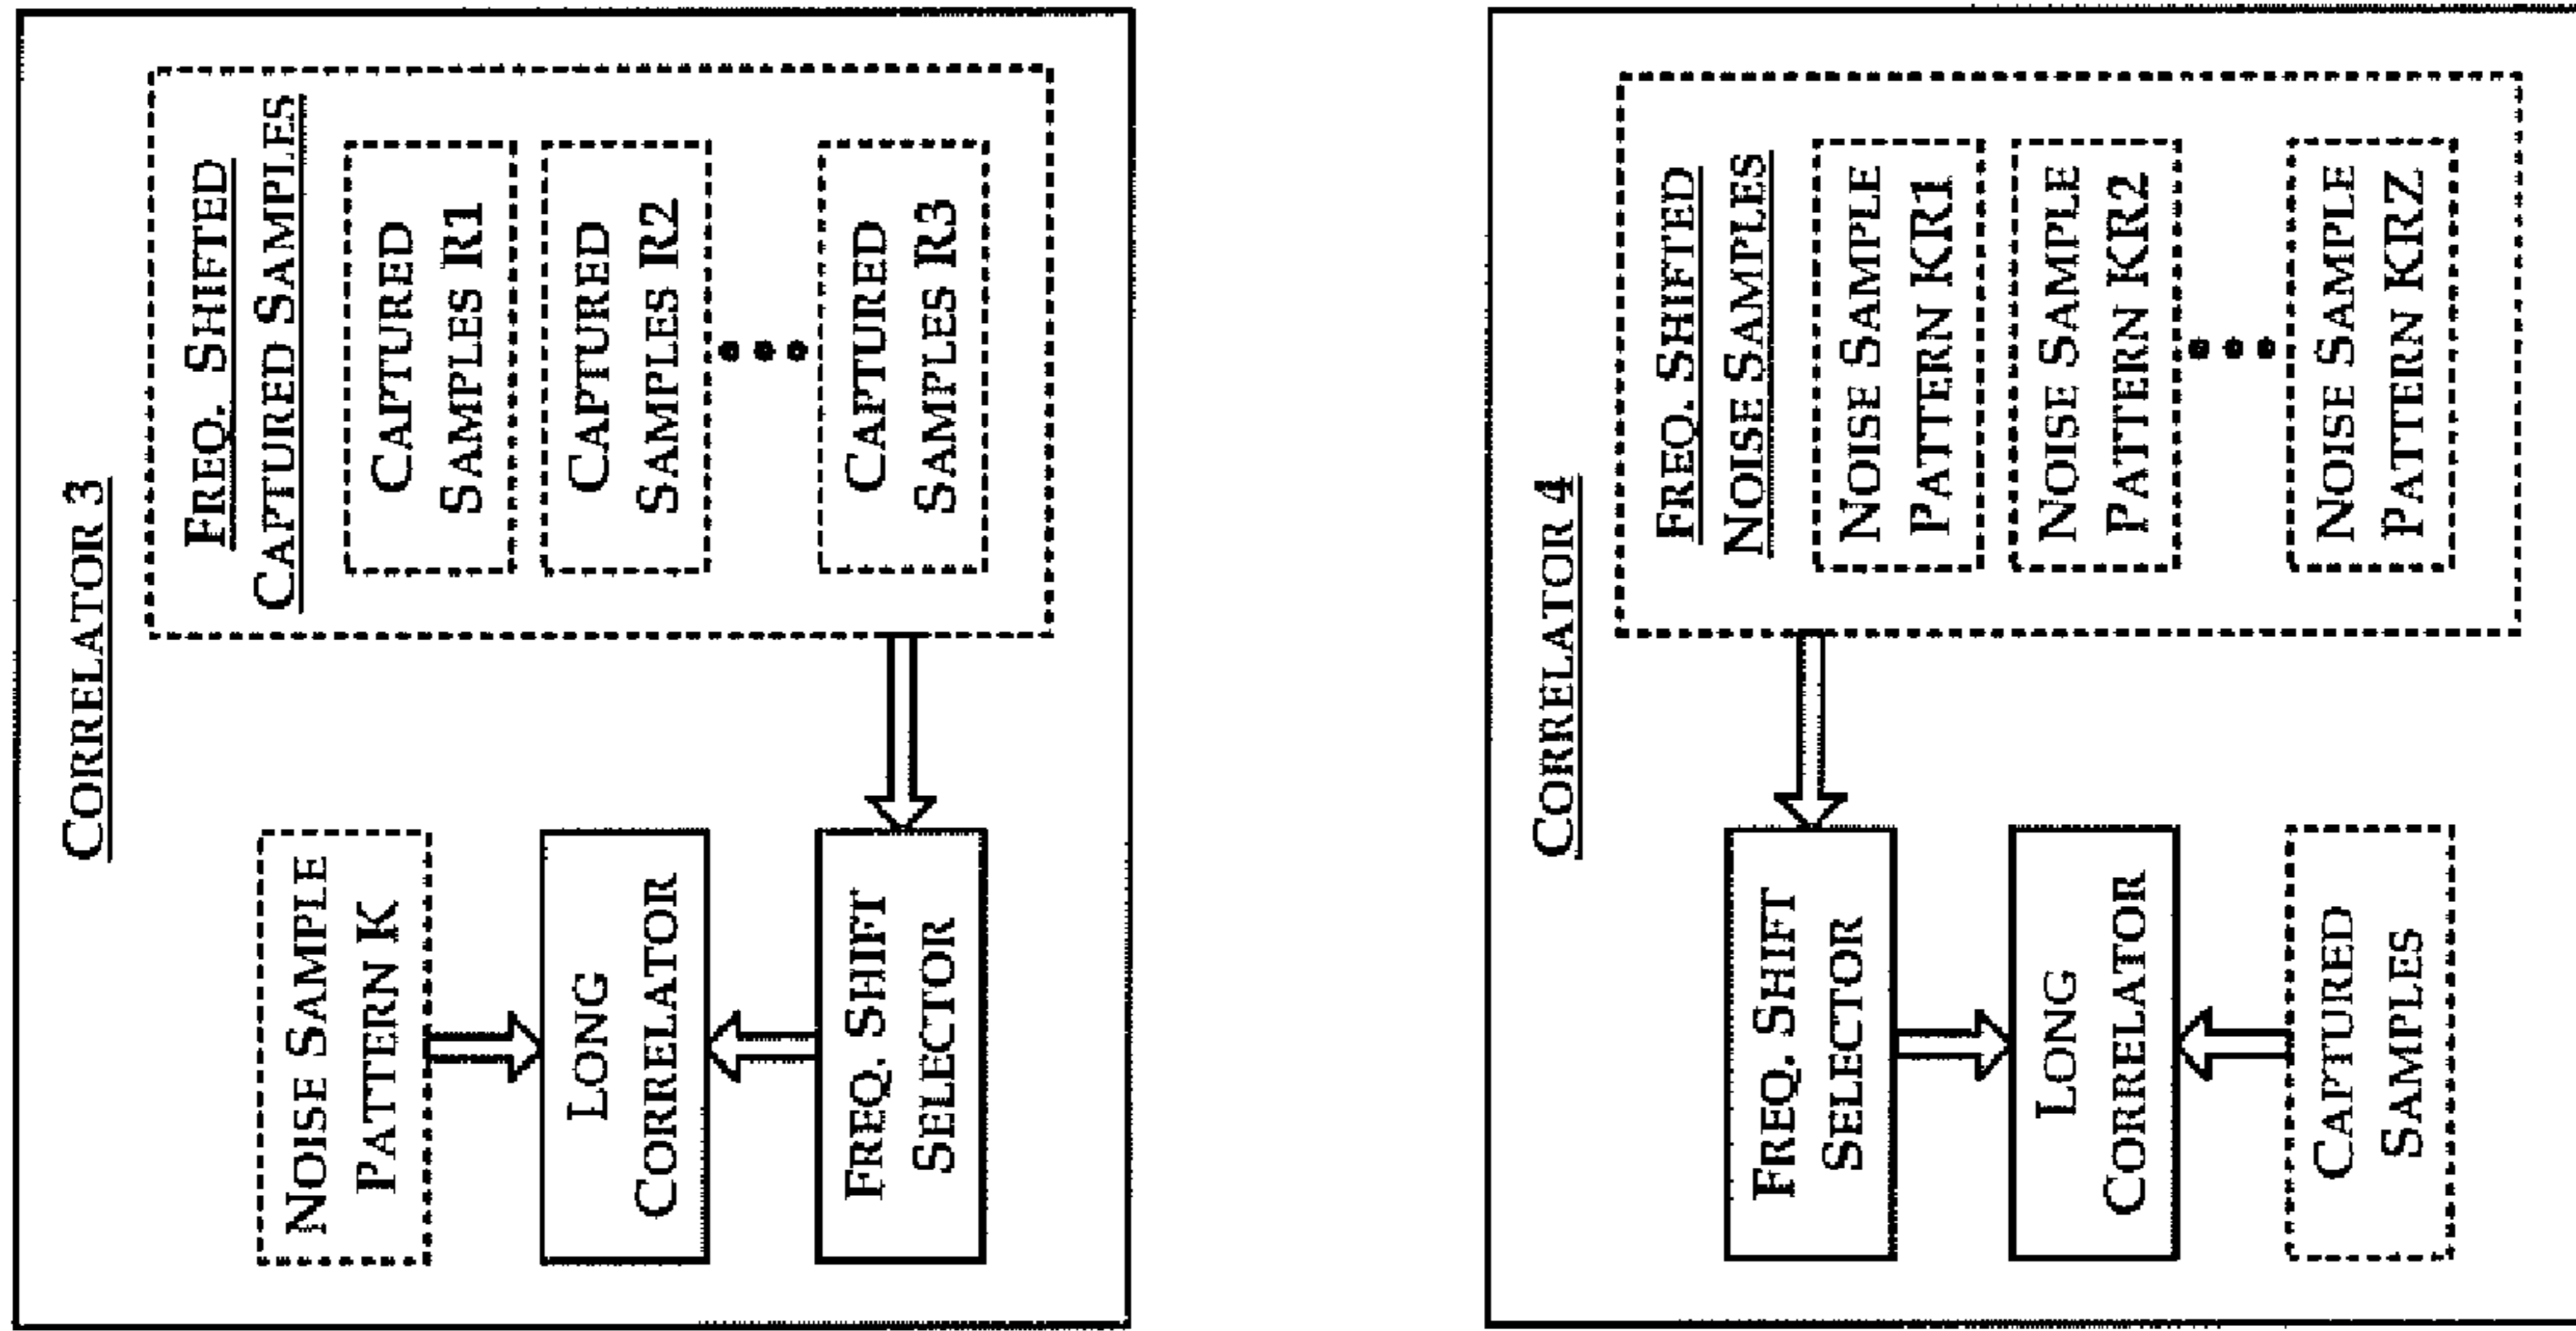 CORRELATOR 3
NOISE SAMPLE
PATTERN K
LONG
CORRELATOR
FREQ. SHIFT
SELECTOR
FREQ. SHIFTED
CAPTURED SAMPLES
CAPTURED
SAMPLES R1
CAPTURED
SAMPLES R2
CAPTURED
SAMPLES R3
CORRELATOR 4
FREQ. SHIFT
SELECTOR
LONG
CORRELATOR
CAPTURED
SAMPLES
FREQ. SHIFTED
NOISE SAMPLES
NOISE SAMPLE
PATTERN KR1
NOISE SAMPLE
PATTERN KR2
NOISE SAMPLE
PATTERN KRZ